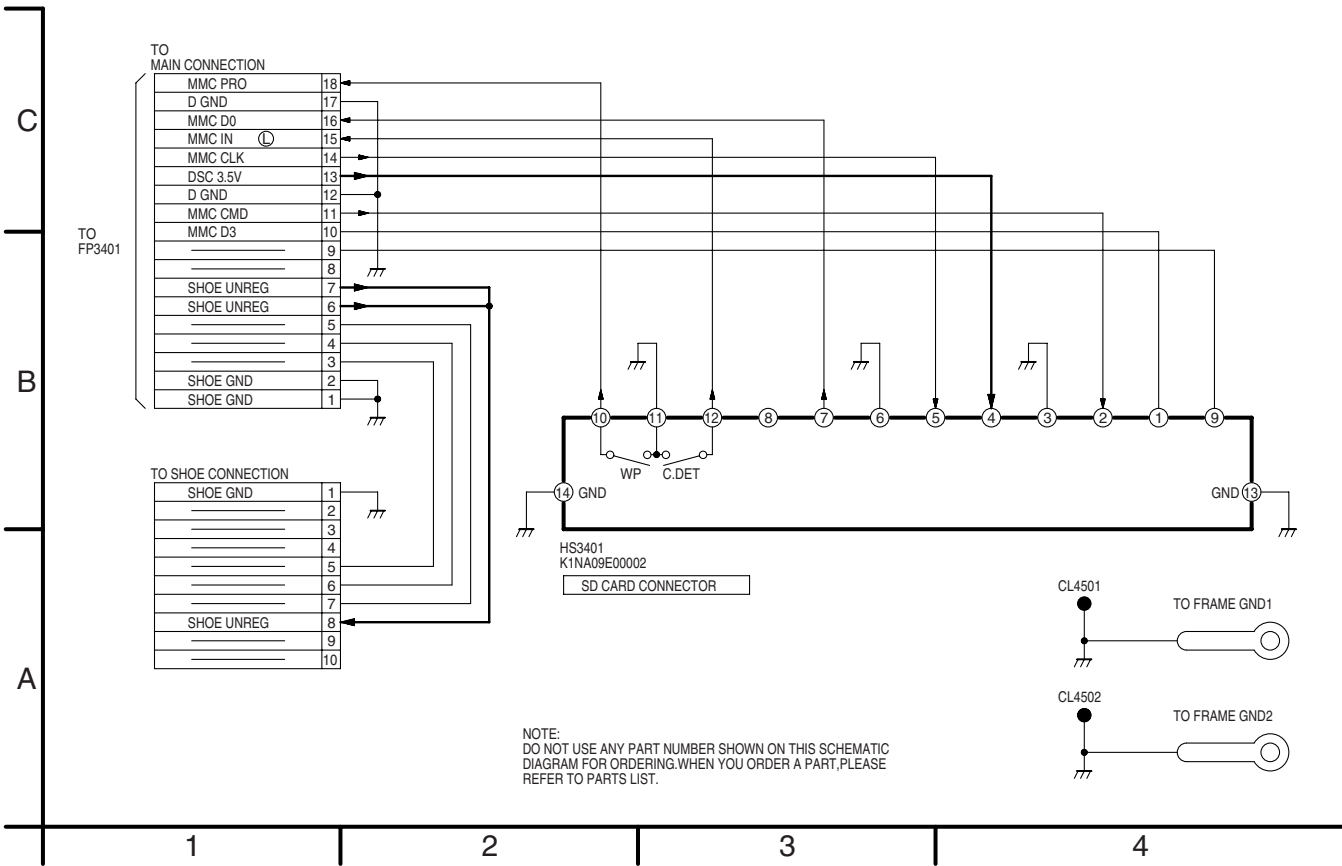 C
B
A
TO
MAIN CONNECTION
TO
FP3401
MMC PRO 18
D GND 17
MMC D0 16
MMC IN Ⓛ 15
MMC CLK 14
DSC 3.5V 13
D GND 12
MMC CMD 11
MMC D3 10
9
8
SHOE UNREG 7
SHOE UNREG 6
5
4
3
SHOE GND 2
SHOE GND 1
TO SHOE CONNECTION
SHOE GND 1
2
3
4
5
6
7
SHOE UNREG 8
9
10
10 11 12 8 7 6 5 4 3 2 1 9
WP C.DET
14 GND
GND 13
HS3401
K1NA09E00002
SD CARD CONNECTOR
CL4501
TO FRAME GND1
CL4502
TO FRAME GND2
NOTE:
DO NOT USE ANY PART NUMBER SHOWN ON THIS SCHEMATIC
DIAGRAM FOR ORDERING.WHEN YOU ORDER A PART,PLEASE
REFER TO PARTS LIST.
1 2 3 4